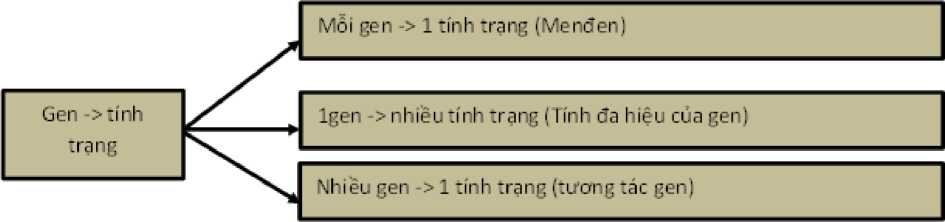 Mỗi gen -> 1 tính trạng (Menđen)
Gen -> tính
trạng
1gen -> nhiều tính trạng (Tính đa hiệu của gen)
Nhiều gen -> 1 tính trạng (tương tác gen)